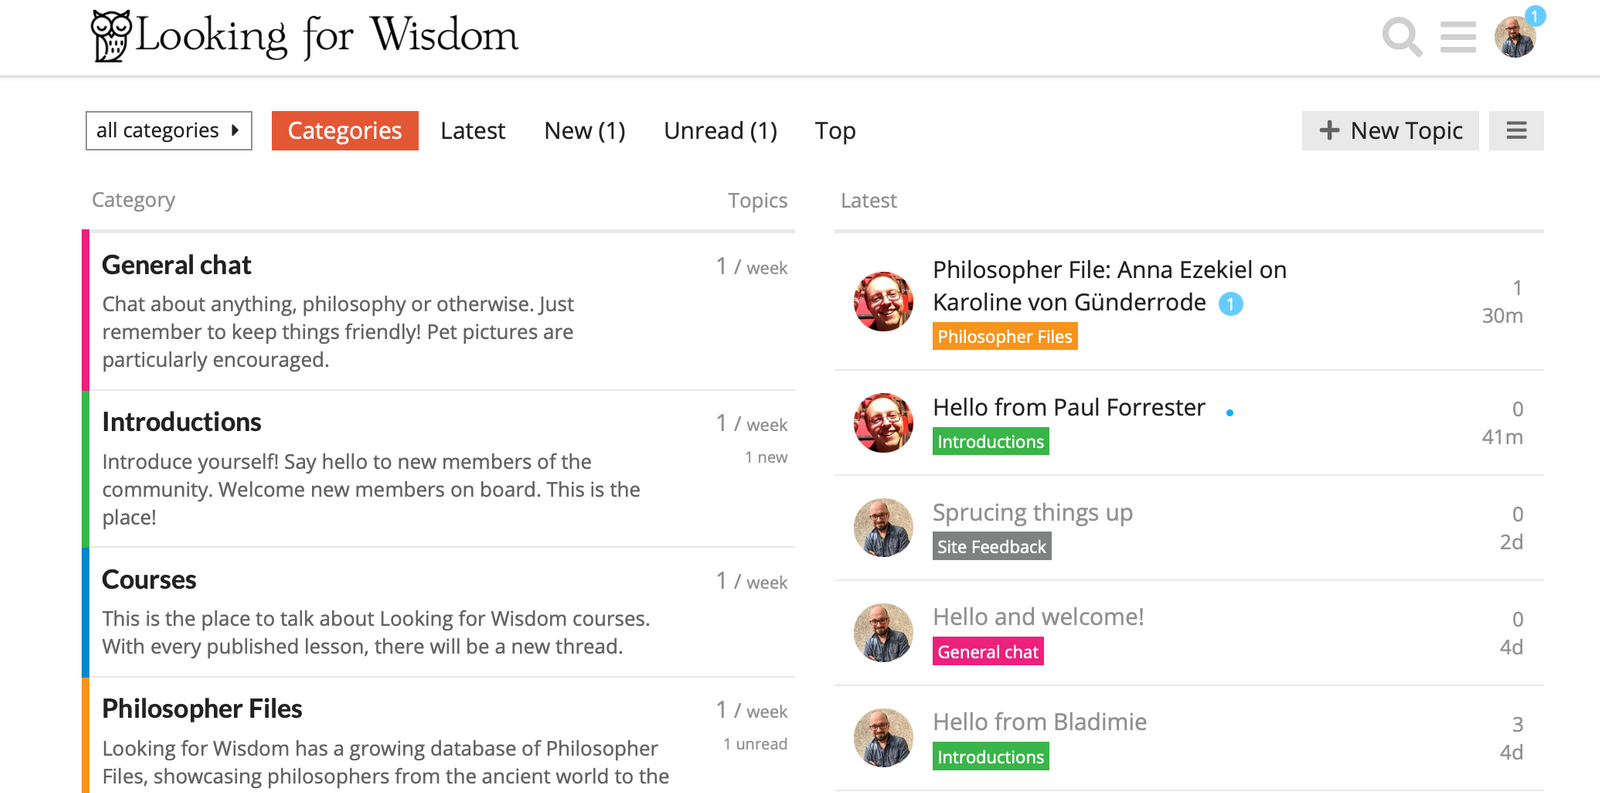 Looking for Wisdom
1
all categories
Categories
Latest
New (1)
Unread (1)
Top
+ New Topic
Category
Topics
General chat
1 / week
Chat about anything, philosophy or otherwise. Just
remember to keep things friendly! Pet pictures are
particularly encouraged.
Introductions
1 / week
1 new
Introduce yourself! Say hello to new members of the
community. Welcome new members on board. This is the
place!
Courses
1 / week
This is the place to talk about Looking for Wisdom courses.
With every published lesson, there will be a new thread.
Philosopher Files
1 / week
1 unread
Looking for Wisdom has a growing database of Philosopher
Files, showcasing philosophers from the ancient world to the
Latest
Philosopher File: Anna Ezekiel on
Karoline von Günderrode 1
Philosopher Files
1
30m
Hello from Paul Forrester
Introductions
0
41m
Sprucing things up
Site Feedback
0
2d
Hello and welcome!
General chat
0
4d
Hello from Bladimie
Introductions
3
4d